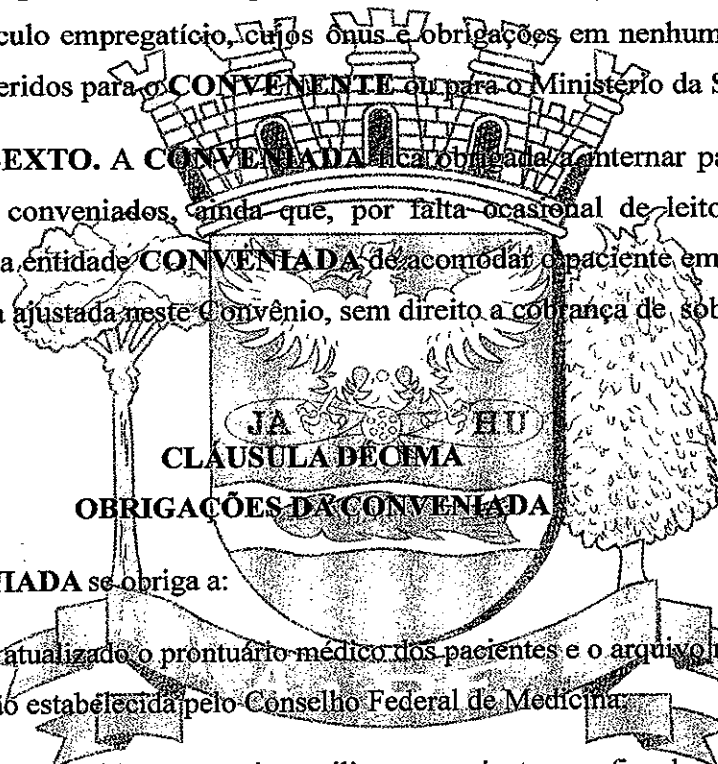 culo empregatício, cujos ônus e obrigações em nenhum
eridos para o CONVENENTE ou para o Ministério da S
EXTO. A CONVENIADA fica obrigada a internar pa
conveniados, ainda que, por falta ocasional de leito
a entidade CONVENIADA de acomodar o paciente em
a ajustada neste Convênio, sem direito a cobrança de sob
JA HU
CLÁUSULA DÉCIMA
OBRIGAÇÕES DA CONVENIADA
IADA se obriga a:
atualizado o prontuário médico dos pacientes e o arquivo
ão estabelecida pelo Conselho Federal de Medicina;